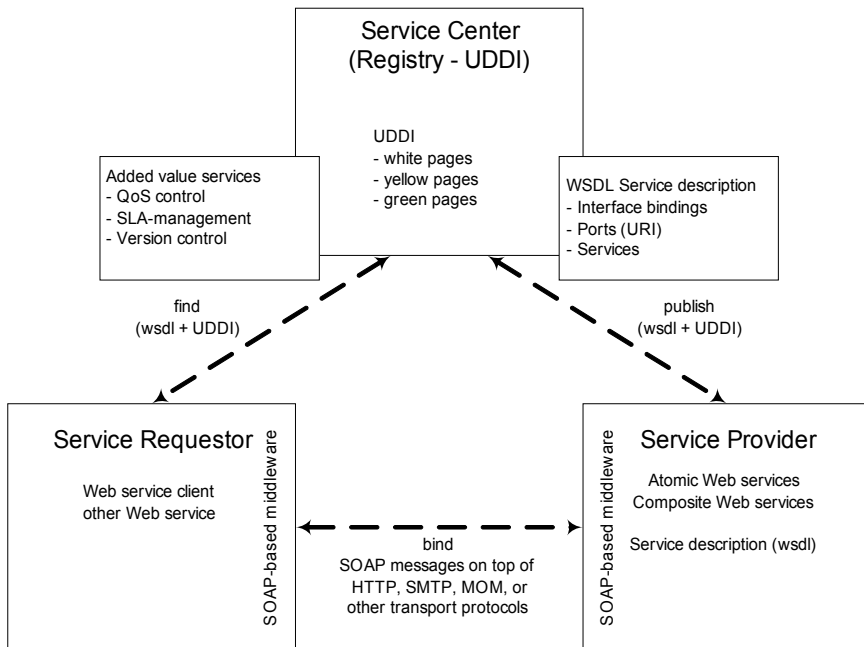 Service Center
(Registry - UDDI)
UDDI
- white pages
- yellow pages
- green pages
Added value services
- QoS control
- SLA-management
- Version control
WSDL Service description
- Interface bindings
- Ports (URI)
- Services
find
(wsdl + UDDI)
publish
(wsdl + UDDI)
Service Requestor
Web service client
other Web service
SOAP-based middleware
bind
SOAP messages on top of
HTTP, SMTP, MOM, or
other transport protocols
SOAP-based middleware
Service Provider
Atomic Web services
Composite Web services
Service description (wsdl)